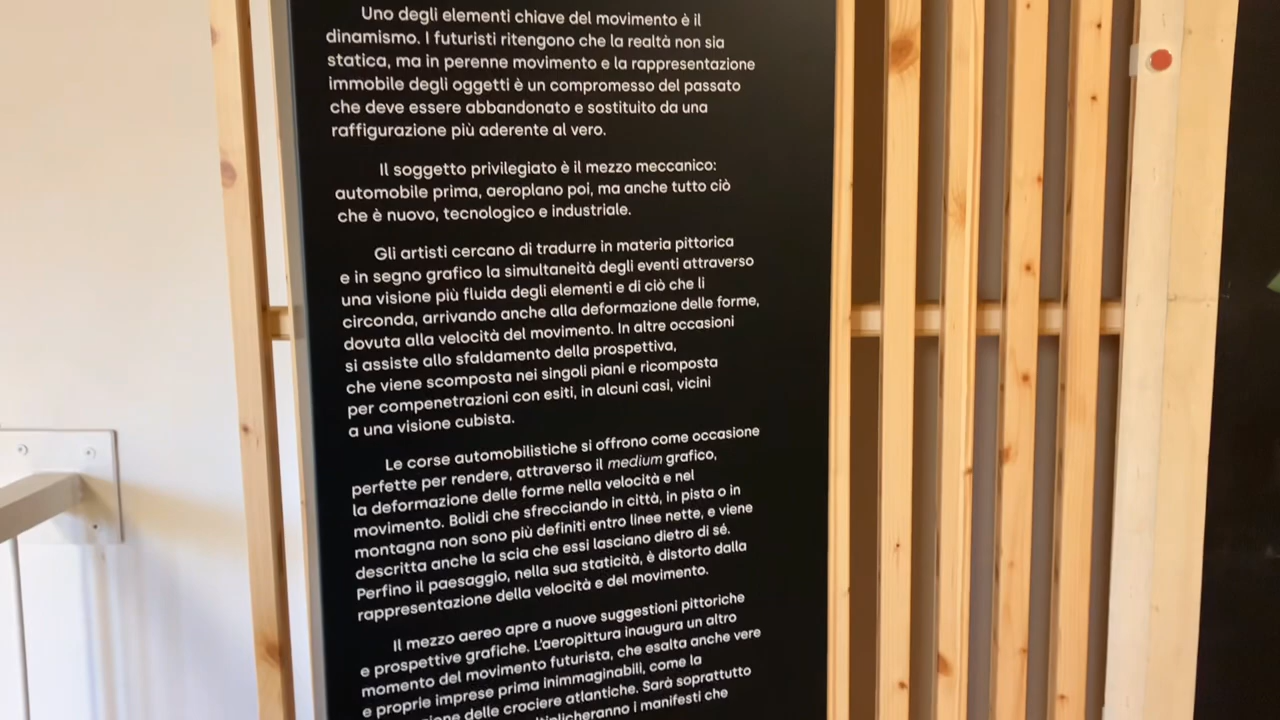 Uno degli elementi chiave del movimento è il
dinamismo. I futuristi ritengono che la realtà non sia
statica, ma in perenne movimento e la rappresentazione
immobile degli oggetti è un compromesso del passato
che deve essere abbandonato e sostituito da una
raffigurazione più aderente al vero.
Il soggetto privilegiato è il mezzo meccanico:
automobile prima, aeroplano poi, ma anche tutto ciò
che è nuovo, tecnologico e industriale.
Gli artisti cercano di tradurre in materia pittorica
e in segno grafico la simultaneità degli eventi attraverso
una visione più fluida degli elementi e di ciò che li
circonda, arrivando anche alla deformazione delle forme,
dovuta alla velocità del movimento. In altre occasioni
si assiste allo sfaldamento della prospettiva,
che viene scomposta nei singoli piani e ricomposta
per compenetrazioni con esiti, in alcuni casi, vicini
a una visione cubista.
Le corse automobilistiche si offrono come occasione
perfette per rendere, attraverso il medium grafico,
la deformazione delle forme nella velocità e nel
movimento. Bolidi che sfrecciando in città, in pista o in
montagna non sono più definiti entro linee nette, e viene
descritta anche la scia che essi lasciano dietro di sé.
Perfino il paesaggio, nella sua staticità, è distorto dalla
rappresentazione della velocità e del movimento.
Il mezzo aereo apre a nuove suggestioni pittoriche
e prospettive grafiche. L'aeropittura inaugura un altro
momento del movimento futurista, che esalta anche vere
e proprie imprese prima inimmaginabili, come la
delle crociere atlantiche. Sarà soprattutto
i manifesti che